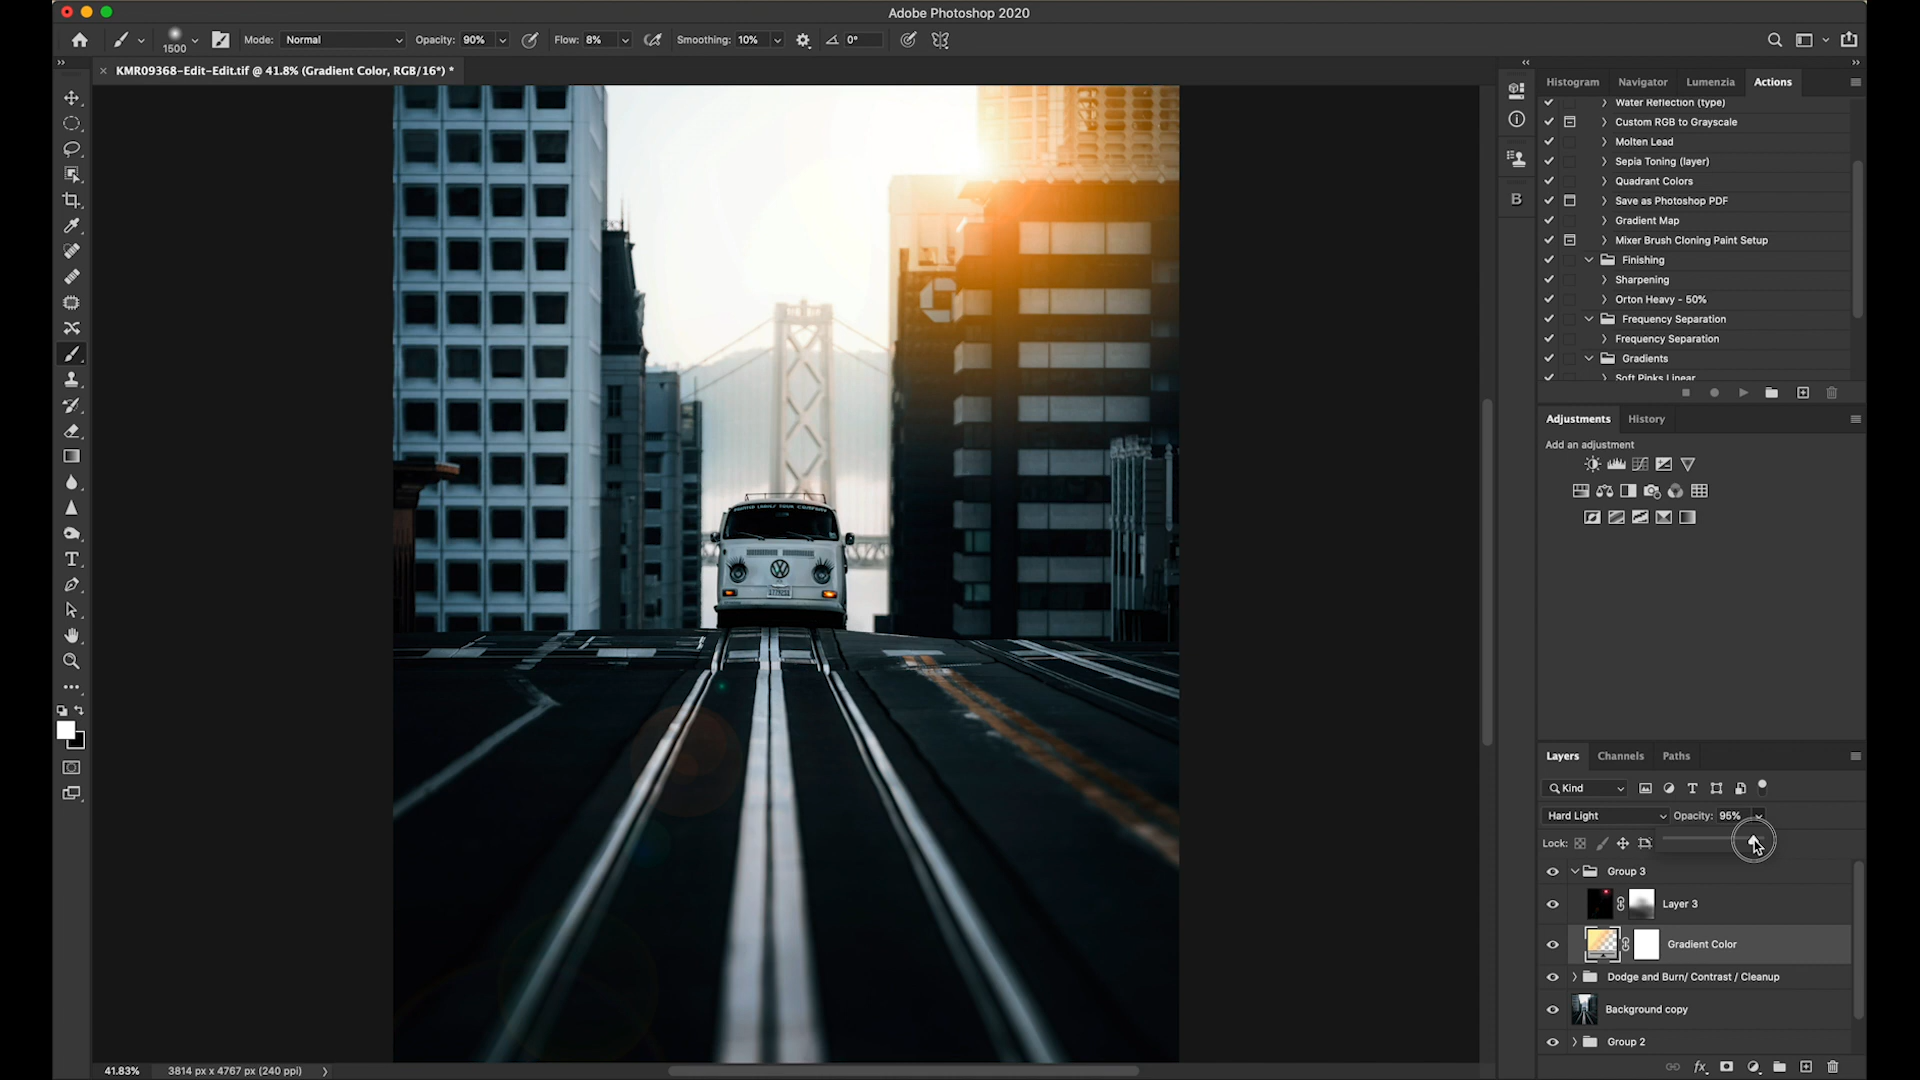 Adobe Photoshop 2020
1500
Mode: Normal
Opacity: 90%
Flow: 8%
Smoothing: 10%
0°
KMR09368-Edit-Edit.tif @ 41.8% (Gradient Color, RGB/16*) *
Histogram
Navigator
Lumenzia
Actions
Water Reflection (type)
Custom RGB to Grayscale
Molten Lead
Sepia Toning (layer)
Quadrant Colors
Save as Photoshop PDF
Gradient Map
Mixer Brush Cloning Paint Setup
Finishing
Sharpening
Orton Heavy - 50%
Frequency Separation
Frequency Separation
Gradients
Soft Pinks Linear
Adjustments
History
Add an adjustment
PAINTED LADIES TOUR COMPANY
Layers
Channels
Paths
Kind
Hard Light
Opacity: 95%
Lock:
Group 3
Layer 3
Gradient Color
Dodge and Burn/ Contrast / Cleanup
Background copy
Group 2
fx
41.83%
3814 px x 4767 px (240 ppi)